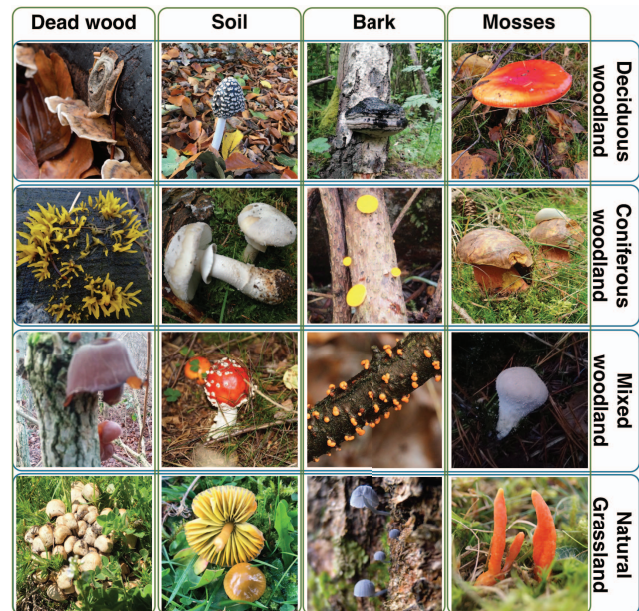 Dead wood
Soil
Bark
Mosses
Deciduous
woodland
Coniferous
woodland
Mixed
woodland
Natural
Grassland